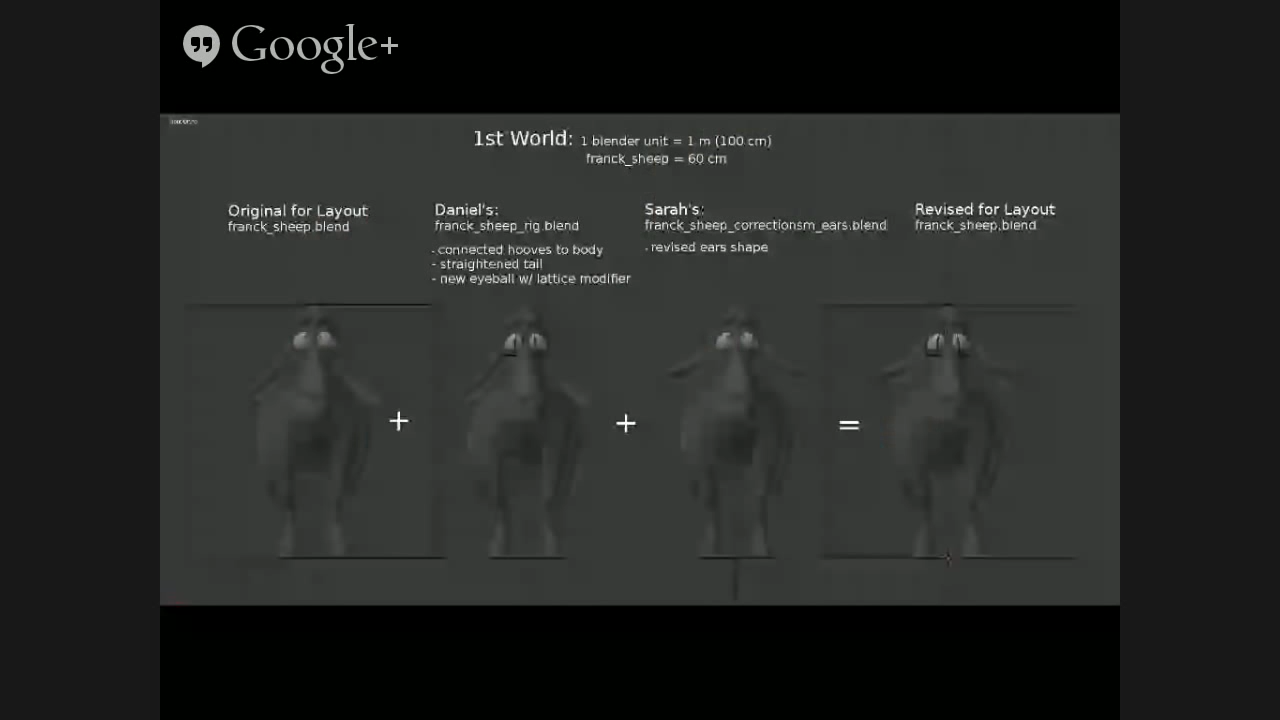 Google+
1st World: 1 blender unit = 1 m (100 cm)
franck_sheep = 60 cm
Original for Layout
franck_sheep.blend
Daniel's:
franck_sheep_rig.blend
- connected hooves to body
- straightened tail
- new eyeball w/ lattice modifier
Sarah's:
franck_sheep_correctionsm_ears.blend
- revised ears shape
Revised for Layout
franck_sheep.blend
+ + =